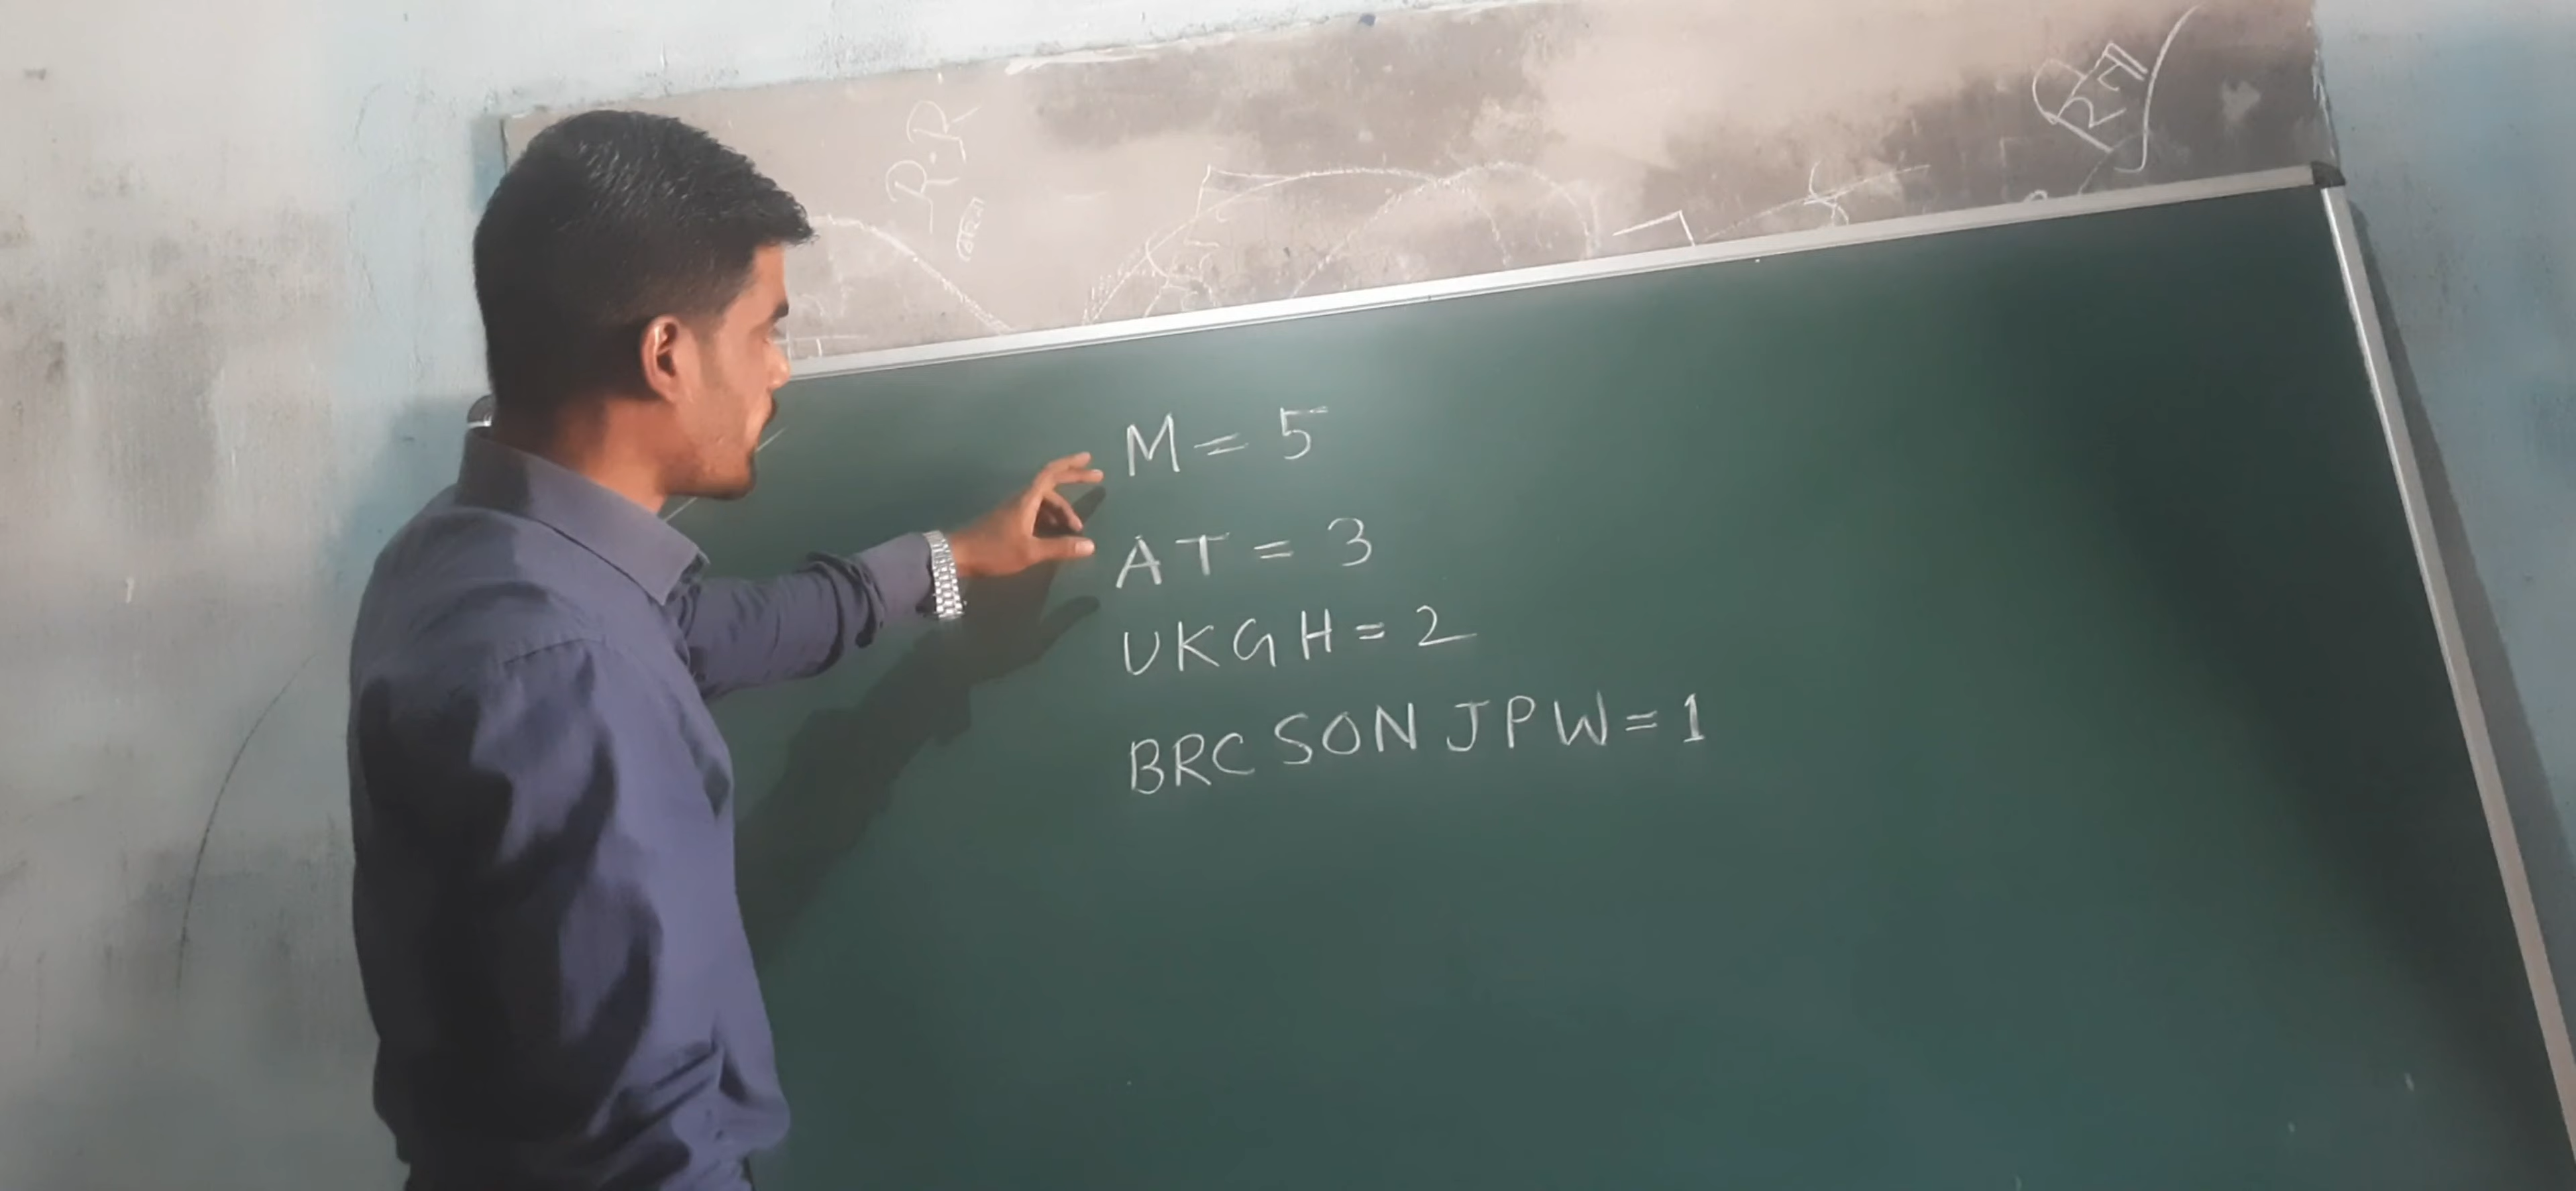 R.R
M = 5
AT = 3
UKGH = 2
BRC SON JPW = 1